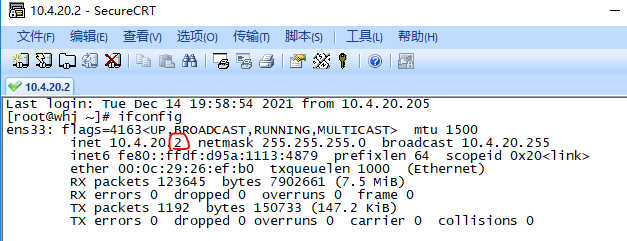 10.4.20.2 - SecureCRT
文件(F) 编辑(E) 查看(V) 选项(O) 传输(T) 脚本(S) 工具(L) 帮助(H)
10.4.20.2
Last login: Tue Dec 14 19:58:54 2021 from 10.4.20.205
[root@whj ~]# ifconfig
ens33: flags=4163<UP,BROADCAST,RUNNING,MULTICAST>  mtu 1500
inet 10.4.20.2  netmask 255.255.255.0  broadcast 10.4.20.255
inet6 fe80::ffdf:d95a:1113:4879  prefixlen 64  scopeid 0x20<link>
ether 00:0c:29:26:ef:b0  txqueuelen 1000  (Ethernet)
RX packets 123645  bytes 7902661 (7.5 MiB)
RX errors 0  dropped 0  overruns 0  frame 0
TX packets 1192  bytes 150733 (147.2 KiB)
TX errors 0  dropped 0 overruns 0  carrier 0  collisions 0